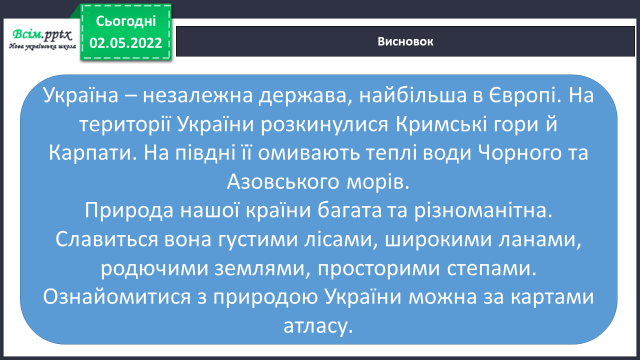 Всім.pptx
Нова українська школа
Сьогодні
02.05.2022
Висновок
Україна – незалежна держава, найбільша в Європі. На
території України розкинулися Кримські гори й
Карпати. На півдні її омивають теплі води Чорного та
Азовського морів.
Природа нашої країни багата та різноманітна.
Славиться вона густими лісами, широкими ланами,
родючими землями, просторими степами.
Ознайомитися з природою України можна за картами
атласу.